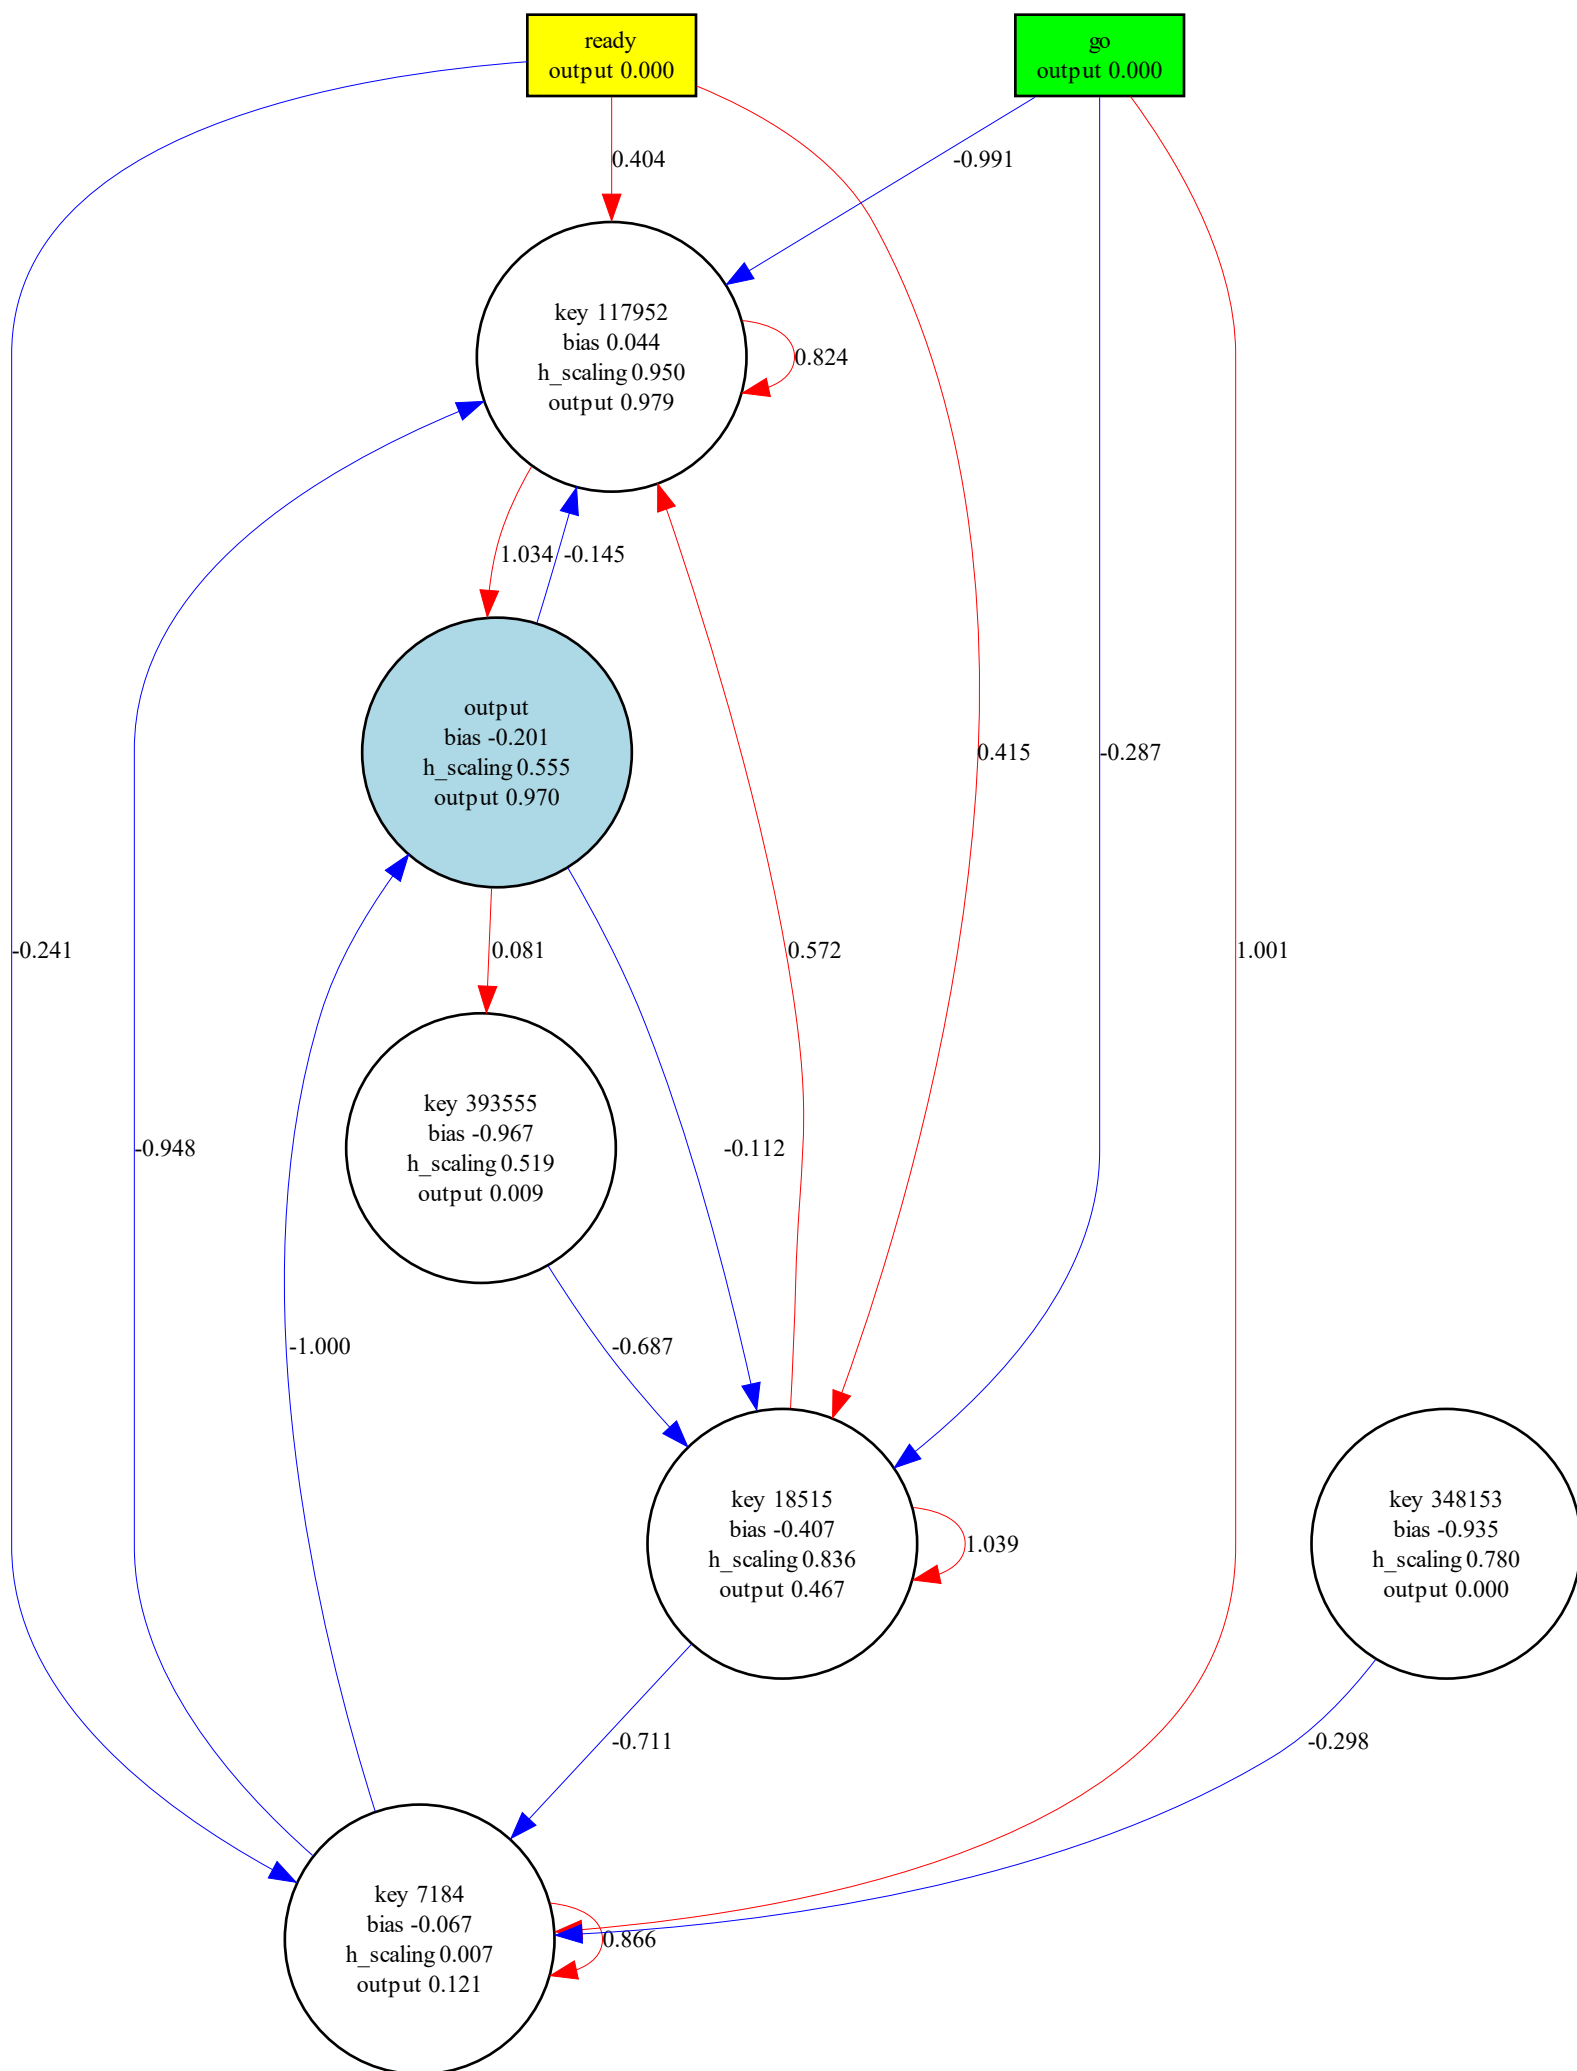 ready
output 0.000
go
output 0.000
0.404
-0.991
key 117952
bias 0.044
h_scaling 0.950
output 0.979
0.824
1.034
-0.145
output
bias -0.201
h_scaling 0.555
output 0.970
0.415
-0.287
-0.241
0.081
0.572
1.001
key 393555
bias -0.967
h_scaling 0.519
output 0.009
-0.948
-0.112
-1.000
-0.687
key 18515
bias -0.407
h_scaling 0.836
output 0.467
1.039
key 348153
bias -0.935
h_scaling 0.780
output 0.000
-0.711
-0.298
key 7184
bias -0.067
h_scaling 0.007
output 0.121
0.866